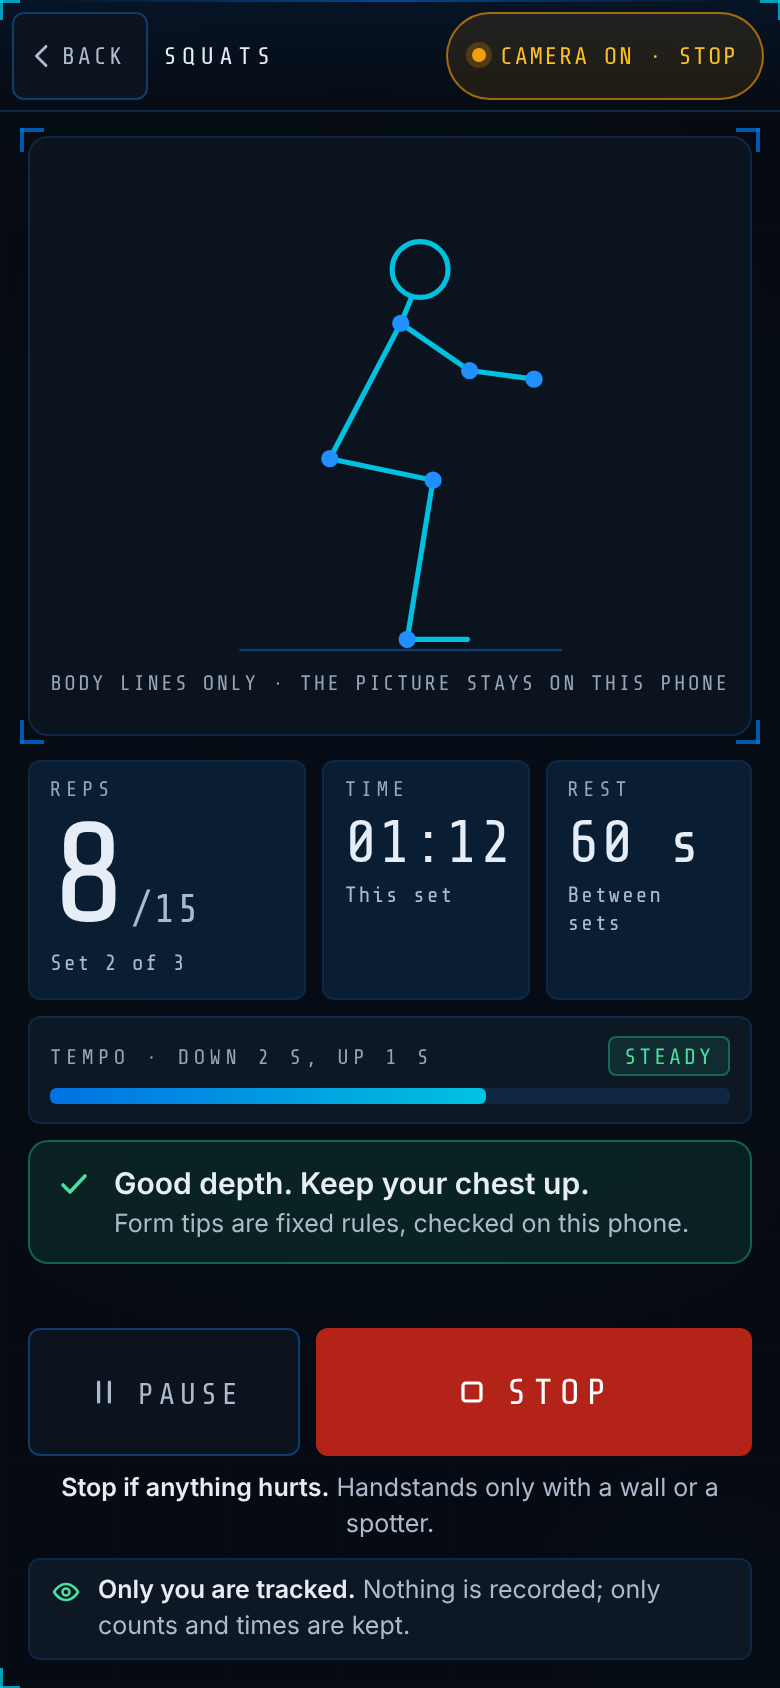 BACK
SQUATS
CAMERA ON · STOP
BODY LINES ONLY · THE PICTURE STAYS ON THIS PHONE
REPS
8/15
Set 2 of 3
TIME
01:12
This set
REST
60 s
Between
sets
TEMPO · DOWN 2 S, UP 1 S
STEADY
Good depth. Keep your chest up.
Form tips are fixed rules, checked on this phone.
PAUSE
STOP
Stop if anything hurts. Handstands only with a wall or a
spotter.
Only you are tracked. Nothing is recorded; only
counts and times are kept.